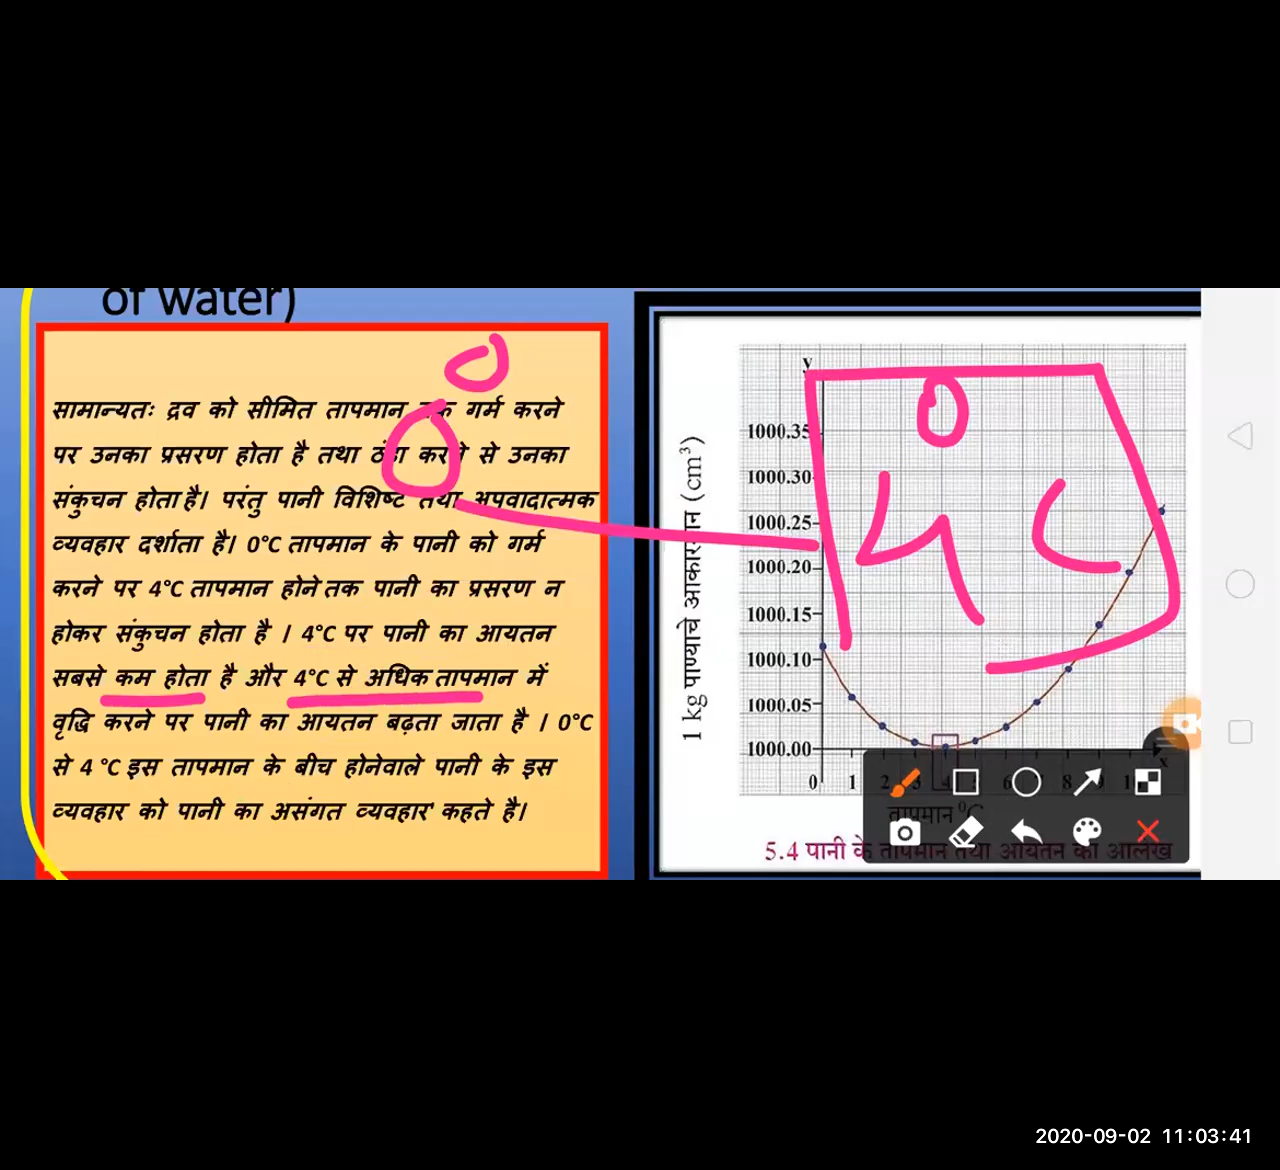 of water)
सामान्यतः द्रव को सीमित तापमान तक गर्म करने
पर उनका प्रसरण होता है तथा ठंडा करने से उनका
संकुचन होता है। परंतु पानी विशिष्ट तथा अपवादात्मक
व्यवहार दर्शाता है। 0°C तापमान के पानी को गर्म
करने पर 4°C तापमान होने तक पानी का प्रसरण न
होकर संकुचन होता है । 4°C पर पानी का आयतन
सबसे कम होता है और 4°C से अधिक तापमान में
वृद्धि करने पर पानी का आयतन बढ़ता जाता है । 0°C
से 4 °C इस तापमान के बीच होनेवाले पानी के इस
व्यवहार को पानी का असंगत व्यवहार' कहते है।
0
0
4 C
y
1000.35
1000.30
1000.25
1000.20
1000.15
1000.10
1000.05
1000.00
1 kg पाण्याचे आकारमान (cm³)
0 1 2 3 4 6 8 x
तापमान °C
5.4 पानी के तापमान तथा आयतन का आलेख
2020-09-02 11:03:41